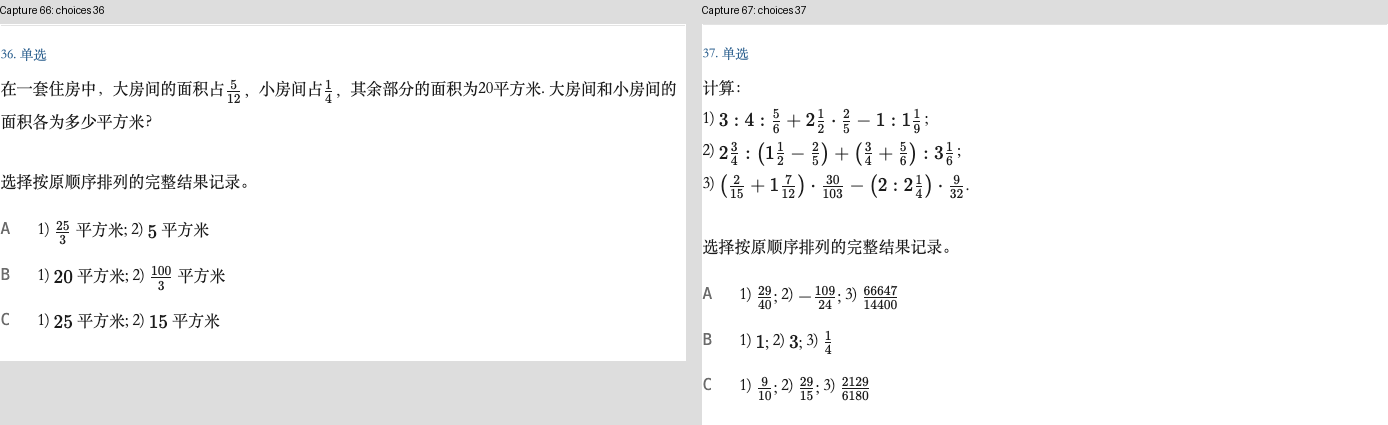 Capture 66: choices 36
36. 单选
在一套住房中，大房间的面积占 5/12，小房间占 1/4，其余部分的面积为20平方米. 大房间和小房间的
面积各为多少平方米?
选择按原顺序排列的完整结果记录。
A 1) 25/3 平方米; 2) 5 平方米
B 1) 20 平方米; 2) 100/3 平方米
C 1) 25 平方米; 2) 15 平方米
Capture 67: choices 37
37. 单选
计算：
1) 3 : 4 : 5/6 + 2 1/2 · 2/5 − 1 : 1 1/9 ;
2) 2 3/4 : (1 1/2 − 2/5) + (3/4 + 5/6) : 3 1/6 ;
3) (2/15 + 1 7/12) · 30/103 − (2 : 2 1/4) · 9/32 .
选择按原顺序排列的完整结果记录。
A 1) 29/40; 2) − 109/24; 3) 66647/14400
B 1) 1; 2) 3; 3) 1/4
C 1) 9/10; 2) 29/15; 3) 2129/6180